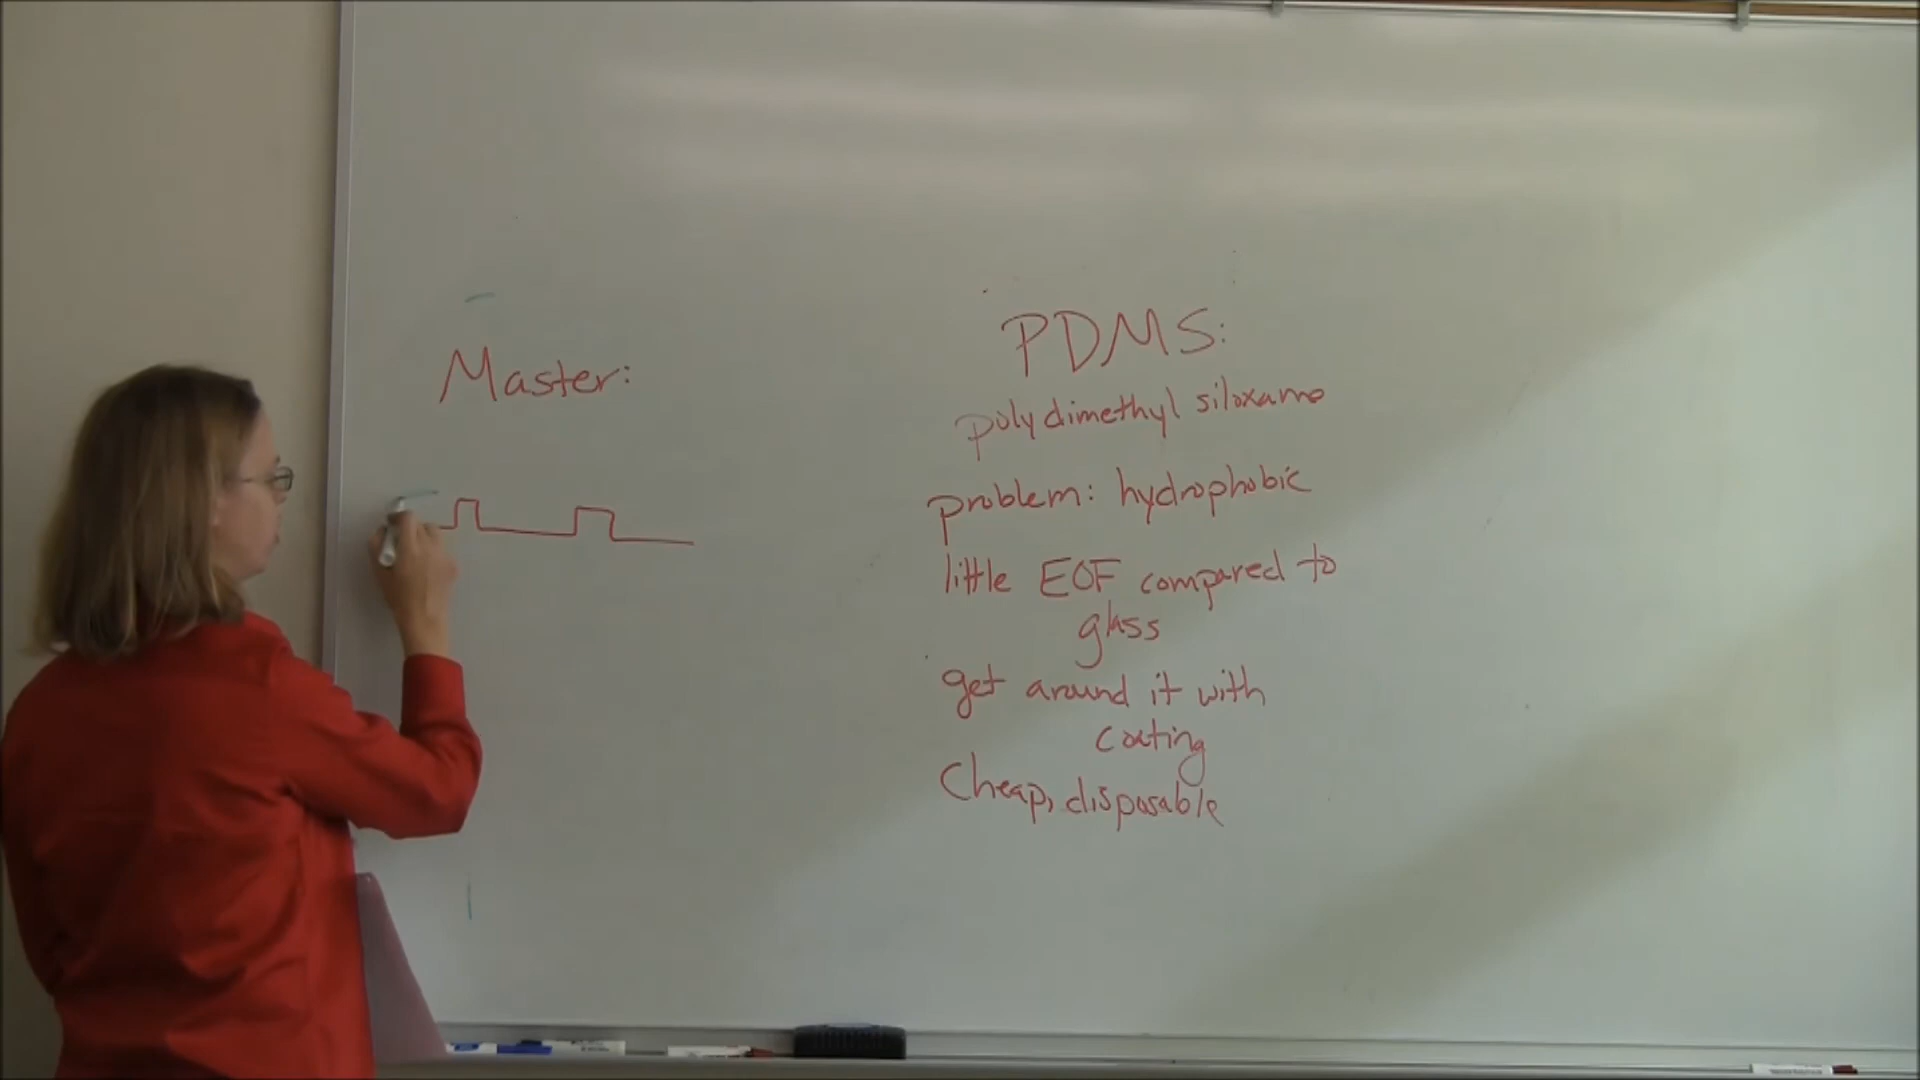 Master:
PDMS:
polydimethyl siloxane
problem: hydrophobic
little EOF compared to
glass
get around it with
coating
Cheap, disposable